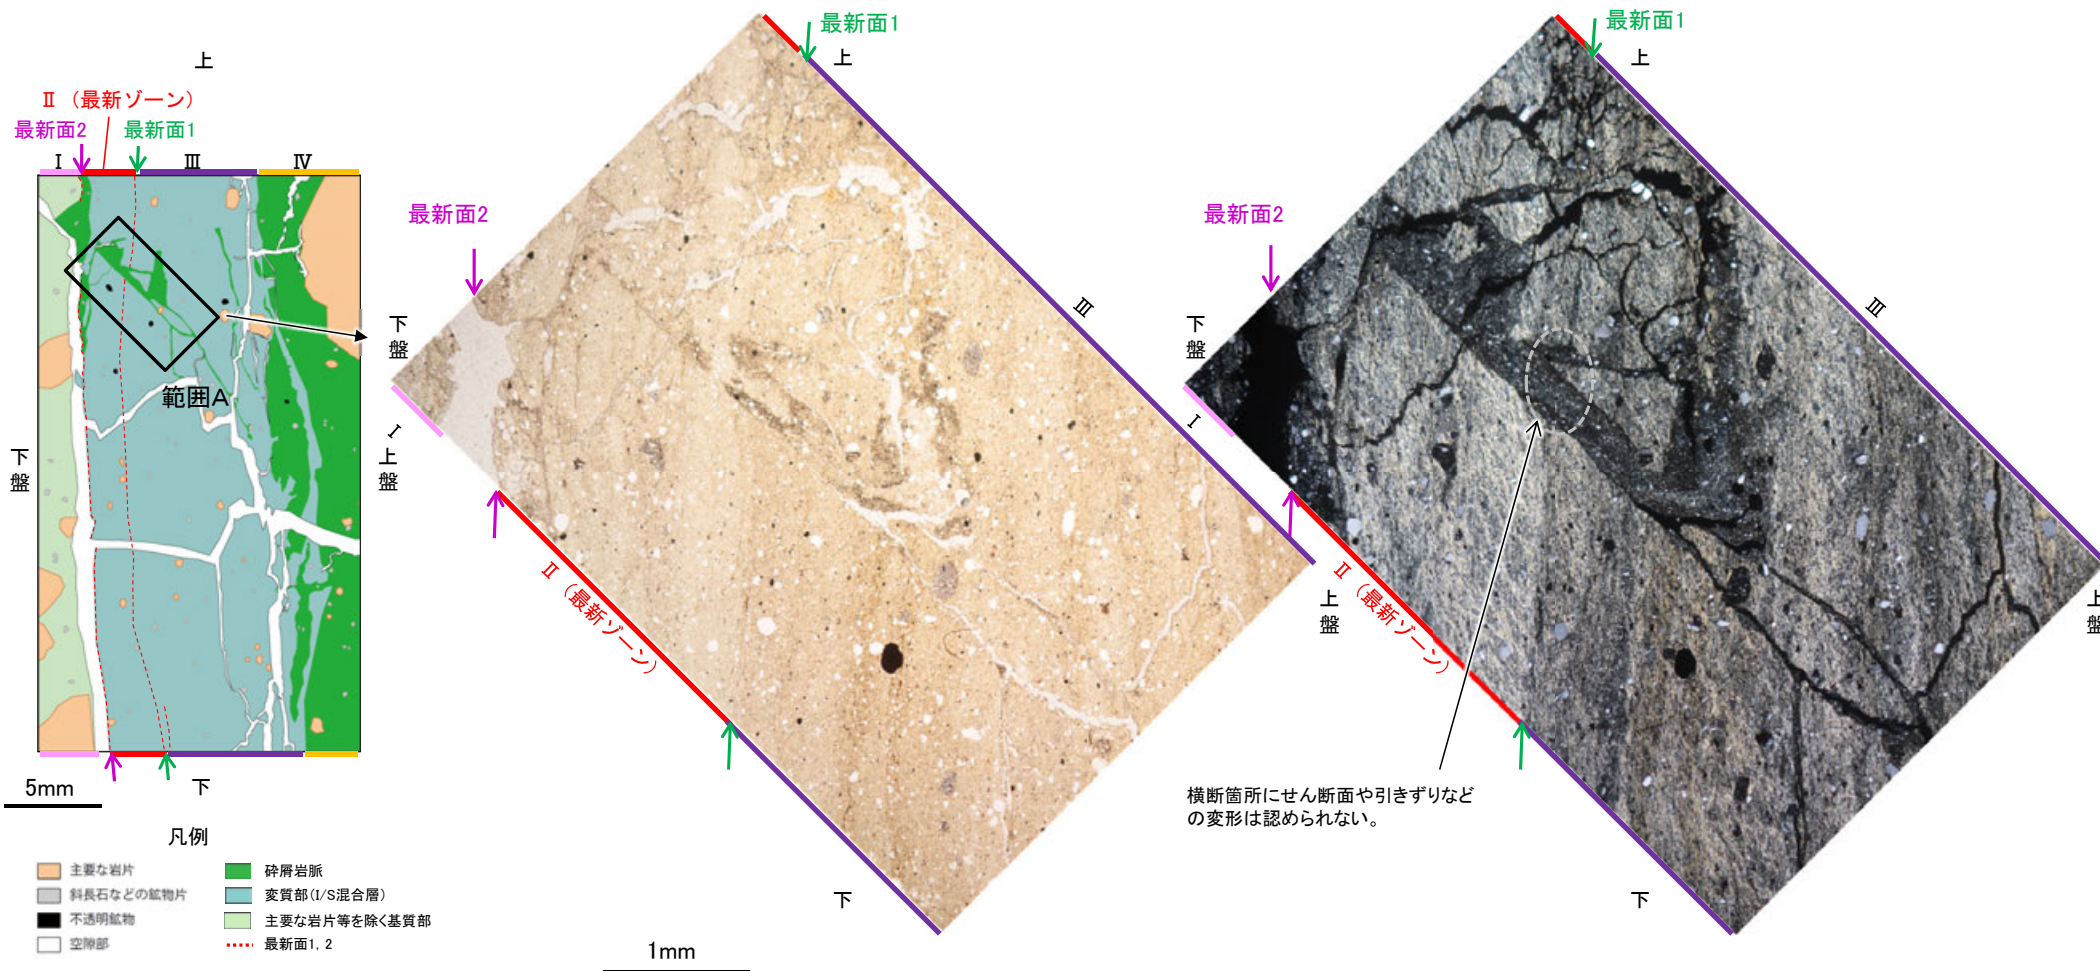 上
Ⅱ（最新ゾーン）
最新面2
最新面1
Ⅰ
Ⅲ
Ⅳ
範囲A
下盤
上盤
下
5mm
凡例
主要な岩片
斜長石などの鉱物片
不透明鉱物
空隙部
砕屑岩脈
変質部(I/S混合層)
主要な岩片等を除く基質部
最新面1, 2
最新面1
上
最新面2
下盤
Ⅰ
Ⅲ
Ⅱ（最新ゾーン）
上盤
下
1mm
最新面1
上
最新面2
下盤
Ⅰ
Ⅲ
Ⅱ（最新ゾーン）
上盤
横断箇所にせん断面や引きずりなど
の変形は認められない。
下